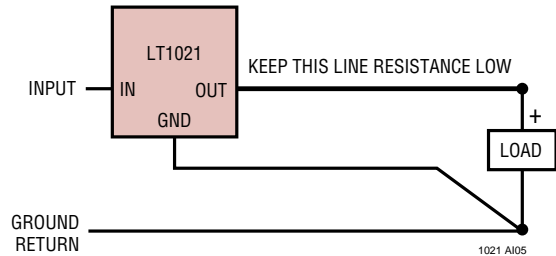 LT1021
KEEP THIS LINE RESISTANCE LOW
INPUT
IN
OUT
GND
+
LOAD
GROUND
RETURN
1021 AI05